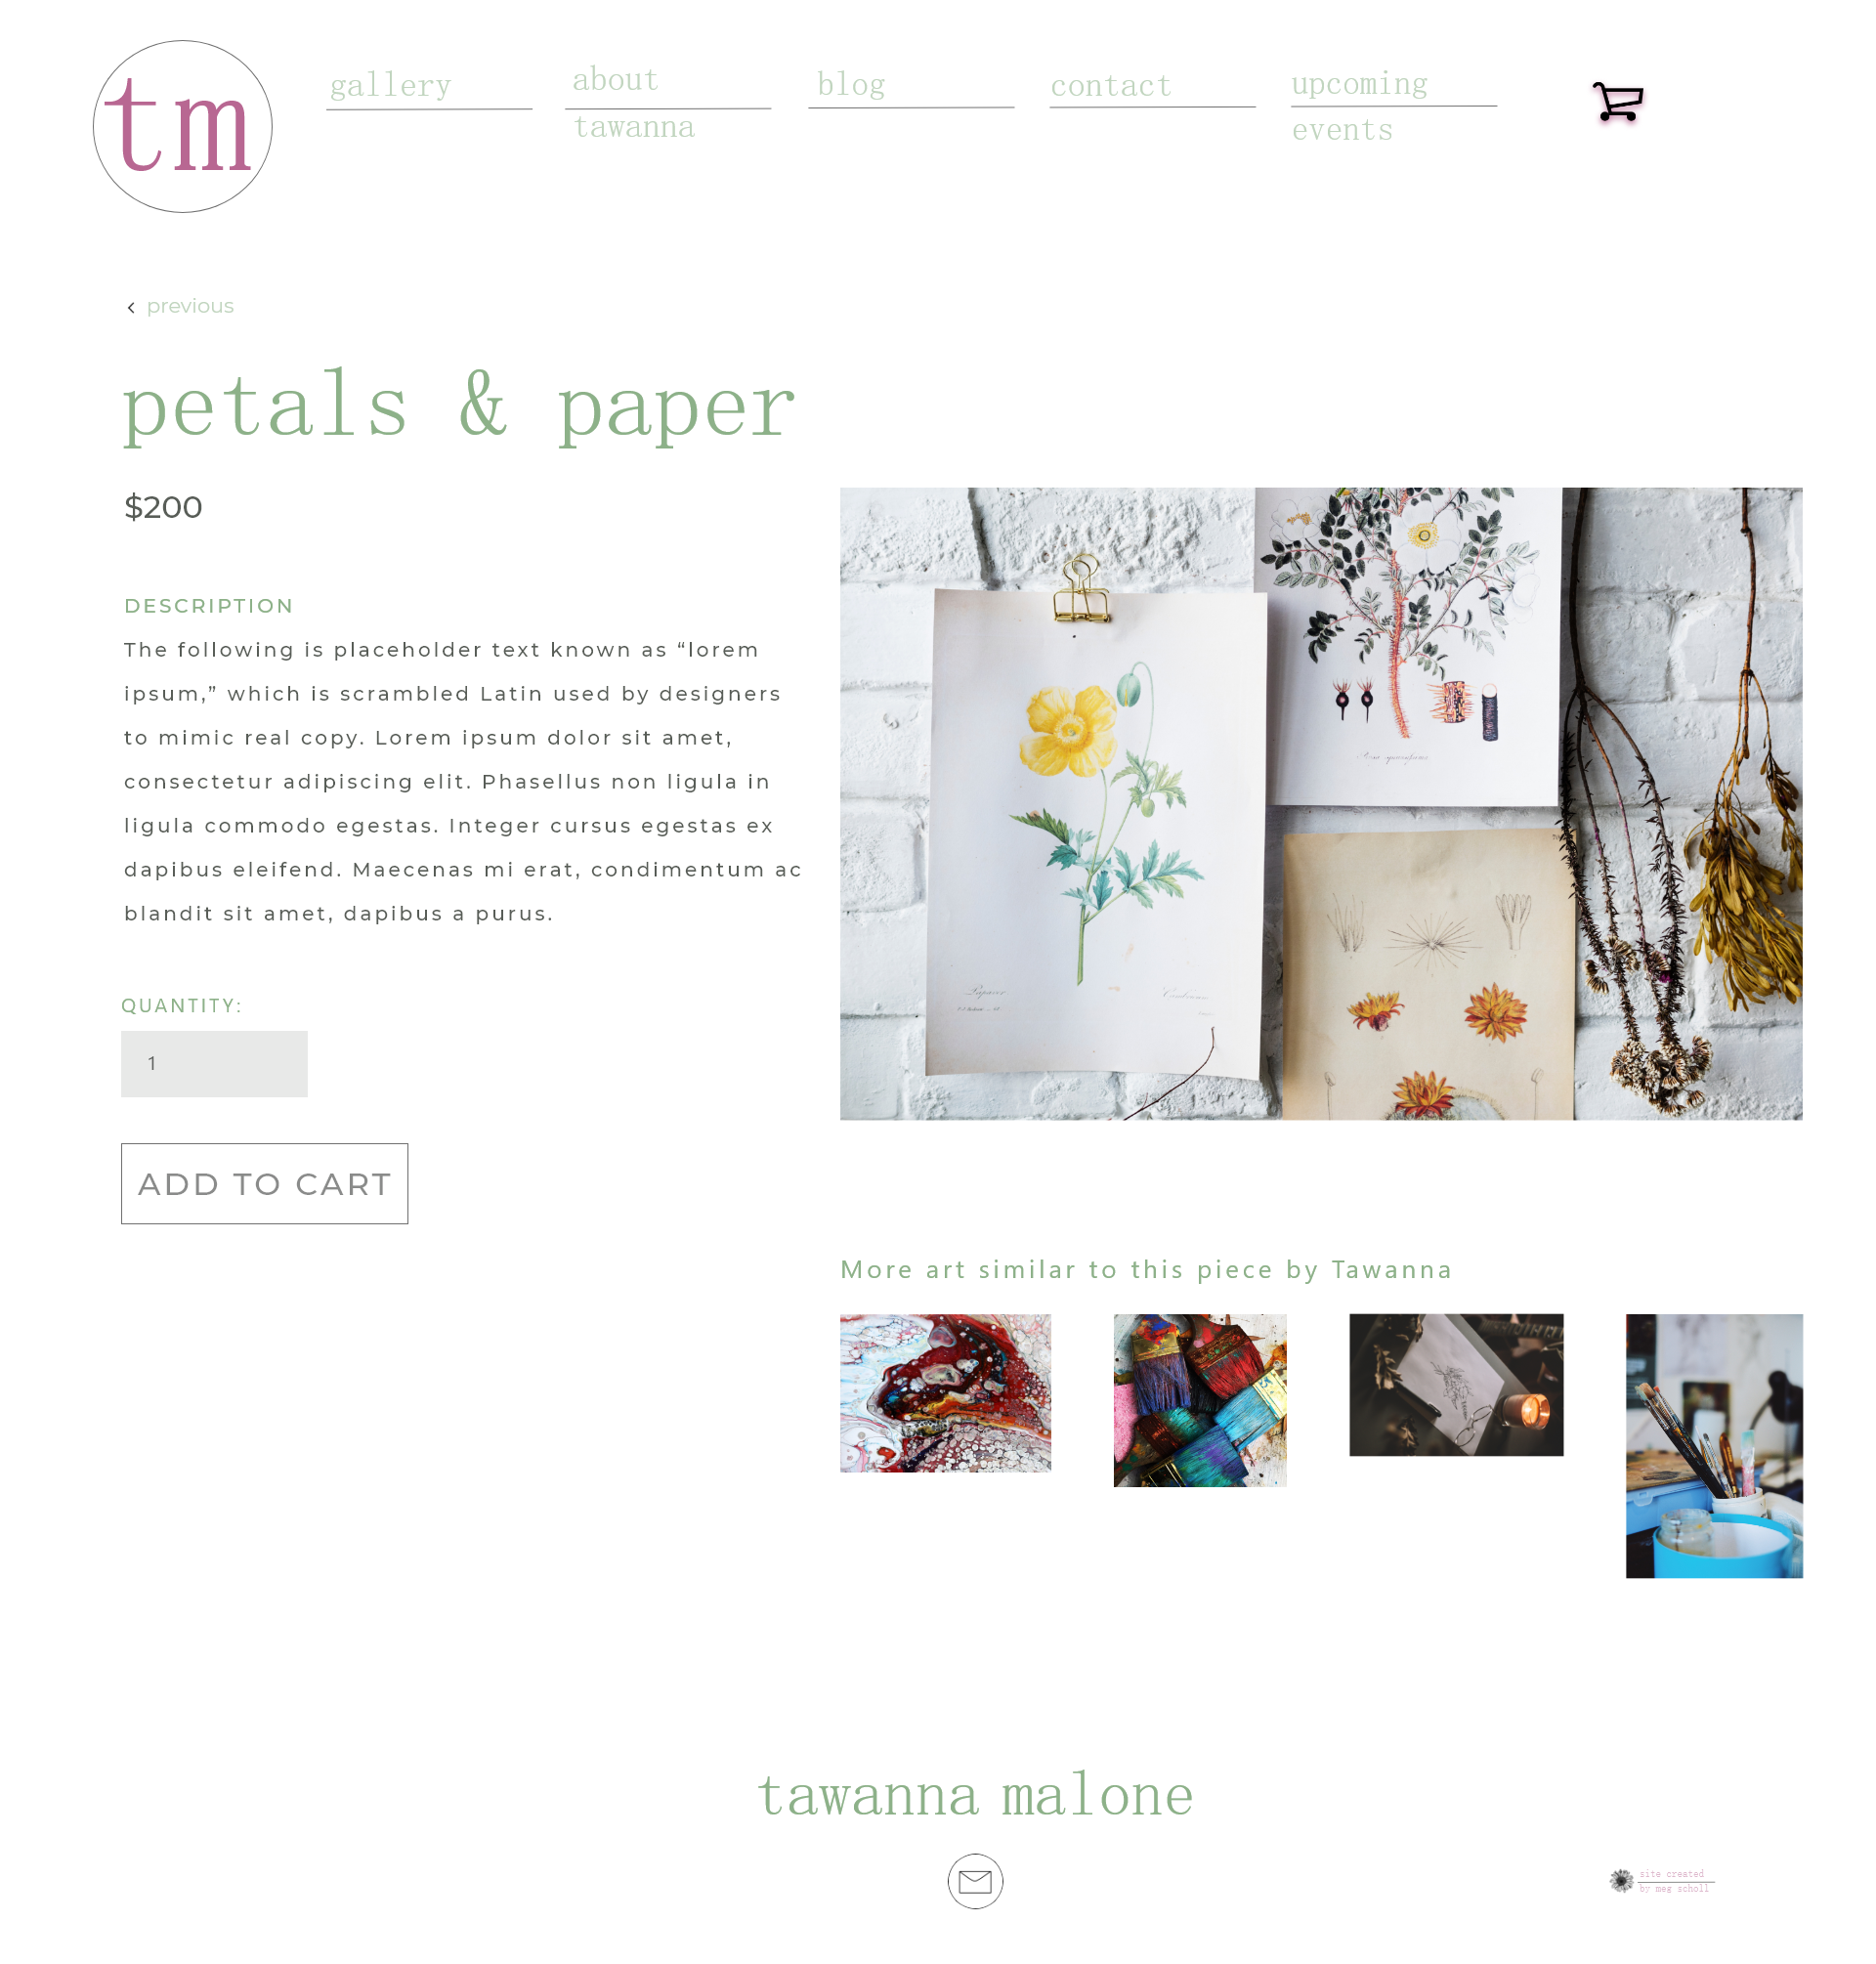 tm
gallery
about
tawanna
blog
contact
upcoming
events
previous
petals & paper
$200
DESCRIPTION
The following is placeholder text known as “lorem
ipsum,” which is scrambled Latin used by designers
to mimic real copy. Lorem ipsum dolor sit amet,
consectetur adipiscing elit. Phasellus non ligula in
ligula commodo egestas. Integer cursus egestas ex
dapibus eleifend. Maecenas mi erat, condimentum ac
blandit sit amet, dapibus a purus.
QUANTITY:
1
ADD TO CART
More art similar to this piece by Tawanna
tawanna malone
site created
by meg scholl